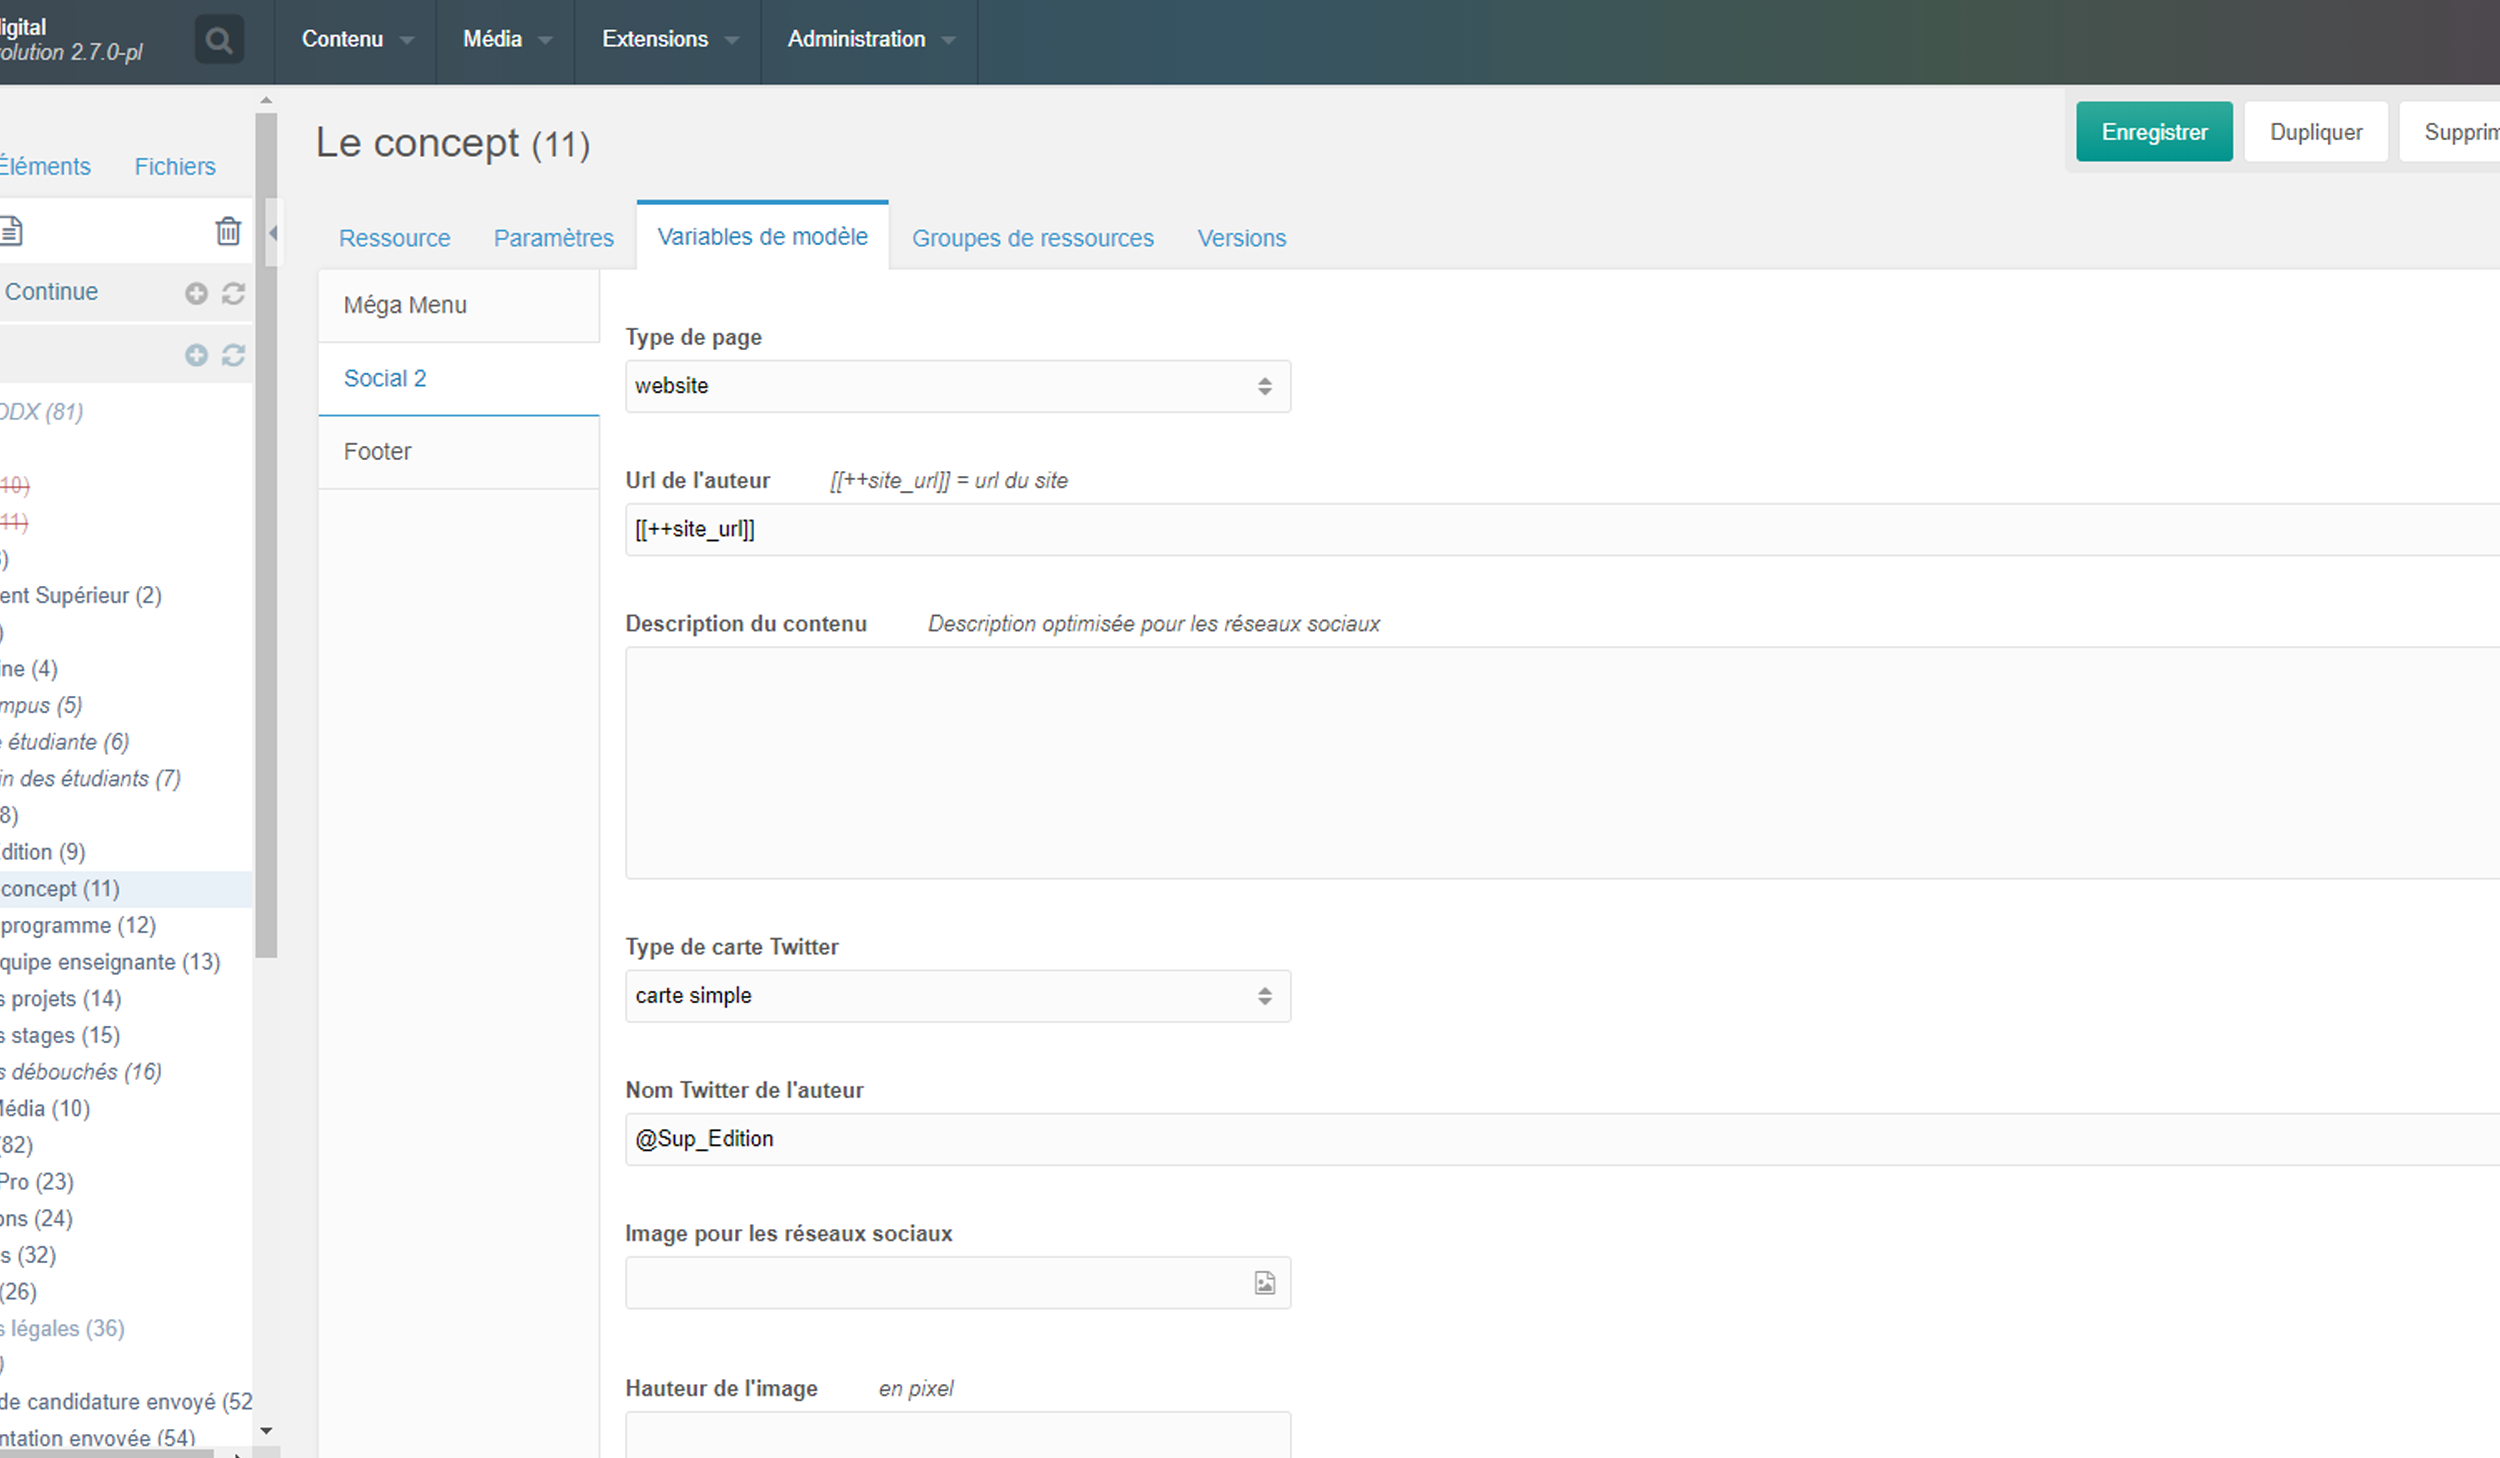 digital
olution 2.7.0-pl
Contenu
Média
Extensions
Administration
Le concept (11)
Enregistrer
Dupliquer
Supprim
Éléments
Fichiers
Ressource
Paramètres
Variables de modèle
Groupes de ressources
Versions
Continue
ODX (81)
10)
11)
ent Supérieur (2)
ine (4)
mpus (5)
e étudiante (6)
in des étudiants (7)
8)
dition (9)
concept (11)
programme (12)
quipe enseignante (13)
s projets (14)
s stages (15)
s débouchés (16)
Média (10)
(82)
Pro (23)
ons (24)
s (32)
(26)
s légales (36)
)
de candidature envoyé (52
ntation envoyée (54)
Méga Menu
Social 2
Footer
Type de page
website
Url de l'auteur [[++site_url]] = url du site
[[++site_url]]
Description du contenu Description optimisée pour les réseaux sociaux
Type de carte Twitter
carte simple
Nom Twitter de l'auteur
@Sup_Edition
Image pour les réseaux sociaux
Hauteur de l'image en pixel